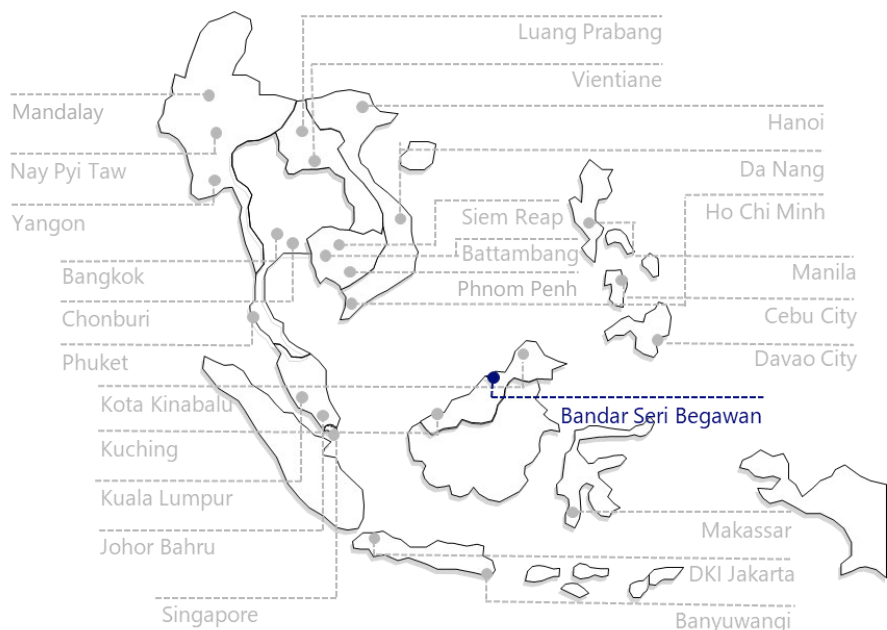 Luang Prabang
Vientiane
Mandalay
Hanoi
Nay Pyi Taw
Da Nang
Yangon
Siem Reap
Ho Chi Minh
Battambang
Bangkok
Manila
Phnom Penh
Chonburi
Cebu City
Phuket
Davao City
Kota Kinabalu
Bandar Seri Begawan
Kuching
Kuala Lumpur
Makassar
Johor Bahru
DKI Jakarta
Singapore
Banyuwangi